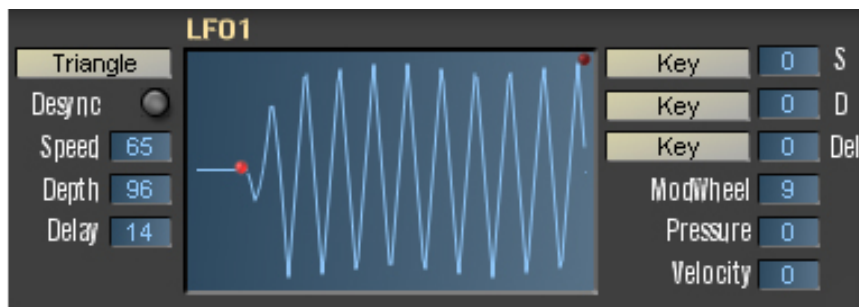 LFO1
Triangle
Desync
Speed 65
Depth 96
Delay 14
Key 0 S
Key 0 D
Key 0 Del
ModWheel 9
Pressure 0
Velocity 0